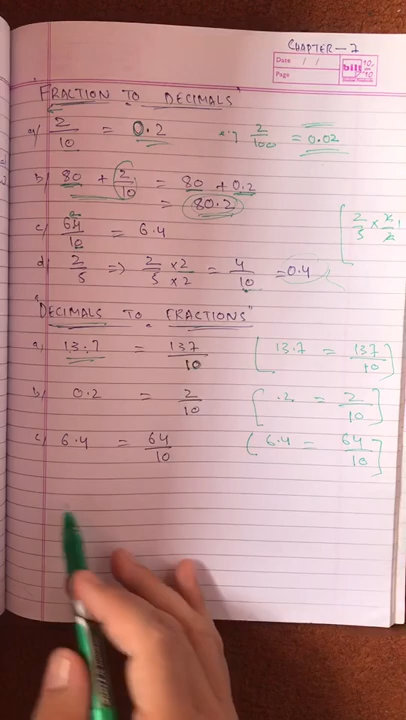 CHAPTER-7
Date / /
Page
bilt
"FRACTION TO DECIMALS"
a) 2/10 = 0.2 e) 2/100 = 0.02
b) 80 + 2/10 = 80 + 0.2
= 80.2
c) 64/10 = 6.4
d) 2/5 => 2/5 ×2/×2 = 4/10 = 0.4
"DECIMALS TO FRACTIONS"
a) 13.7 = 137/10 (13.7 = 137/10)
b) 0.2 = 2/10 [.2 = 2/10]
c) 6.4 = 64/10 (6.4 = 64/10]